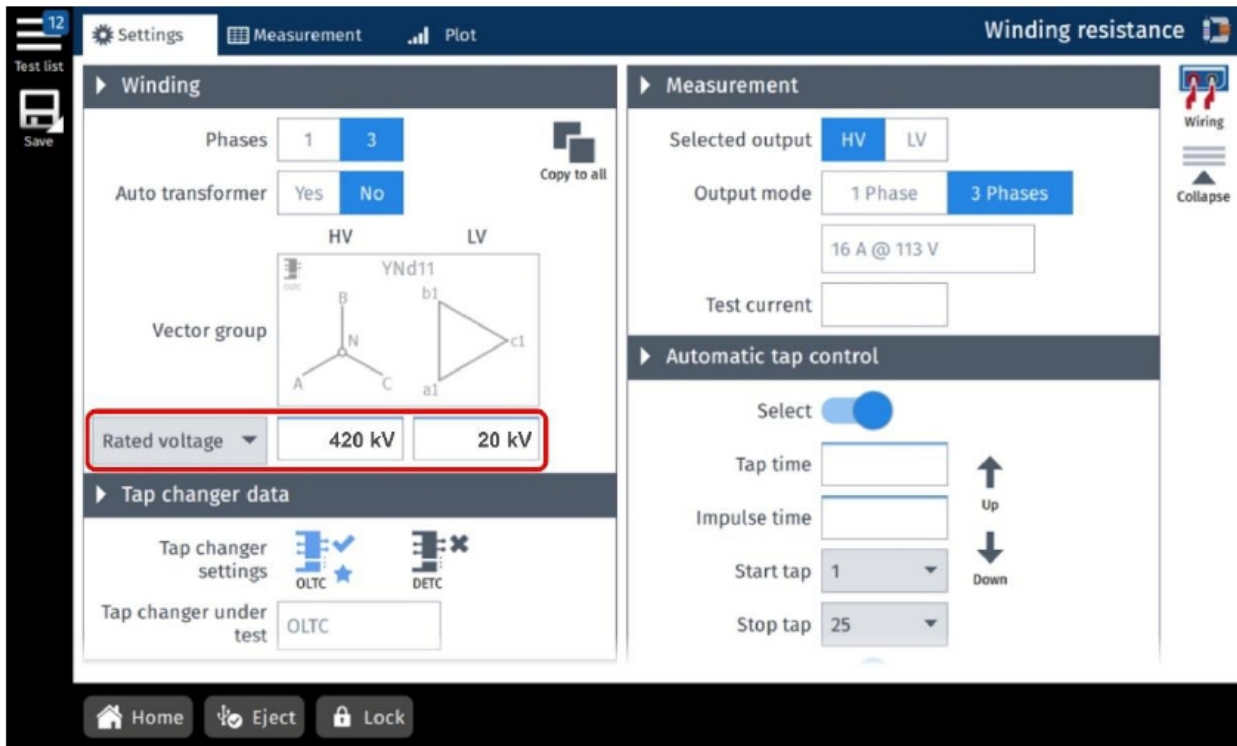 12
Test list
Save
Settings
Measurement
Plot
Winding resistance
Winding
Phases 1 3
Copy to all
Auto transformer Yes No
HV LV
Vector group
oltc
YNd11
B
N
A
C
b1
c1
a1
Rated voltage 420 kV 20 kV
Tap changer data
Tap changer
settings
OLTC
DETC
Tap changer under
test
OLTC
Measurement
Selected output HV LV
Output mode 1 Phase 3 Phases
16 A @ 113 V
Test current
Automatic tap control
Select
Tap time
Up
Impulse time
Start tap 1
Down
Stop tap 25
Wiring
Collapse
Home
Eject
Lock